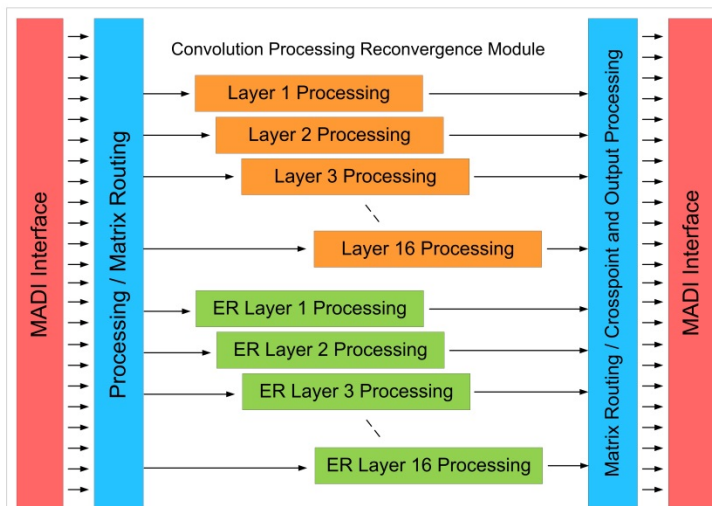 MADI Interface
Processing / Matrix Routing
Convolution Processing Reconvergence Module
Layer 1 Processing
Layer 2 Processing
Layer 3 Processing
Layer 16 Processing
ER Layer 1 Processing
ER Layer 2 Processing
ER Layer 3 Processing
ER Layer 16 Processing
Matrix Routing / Crosspoint and Output Processing
MADI Interface